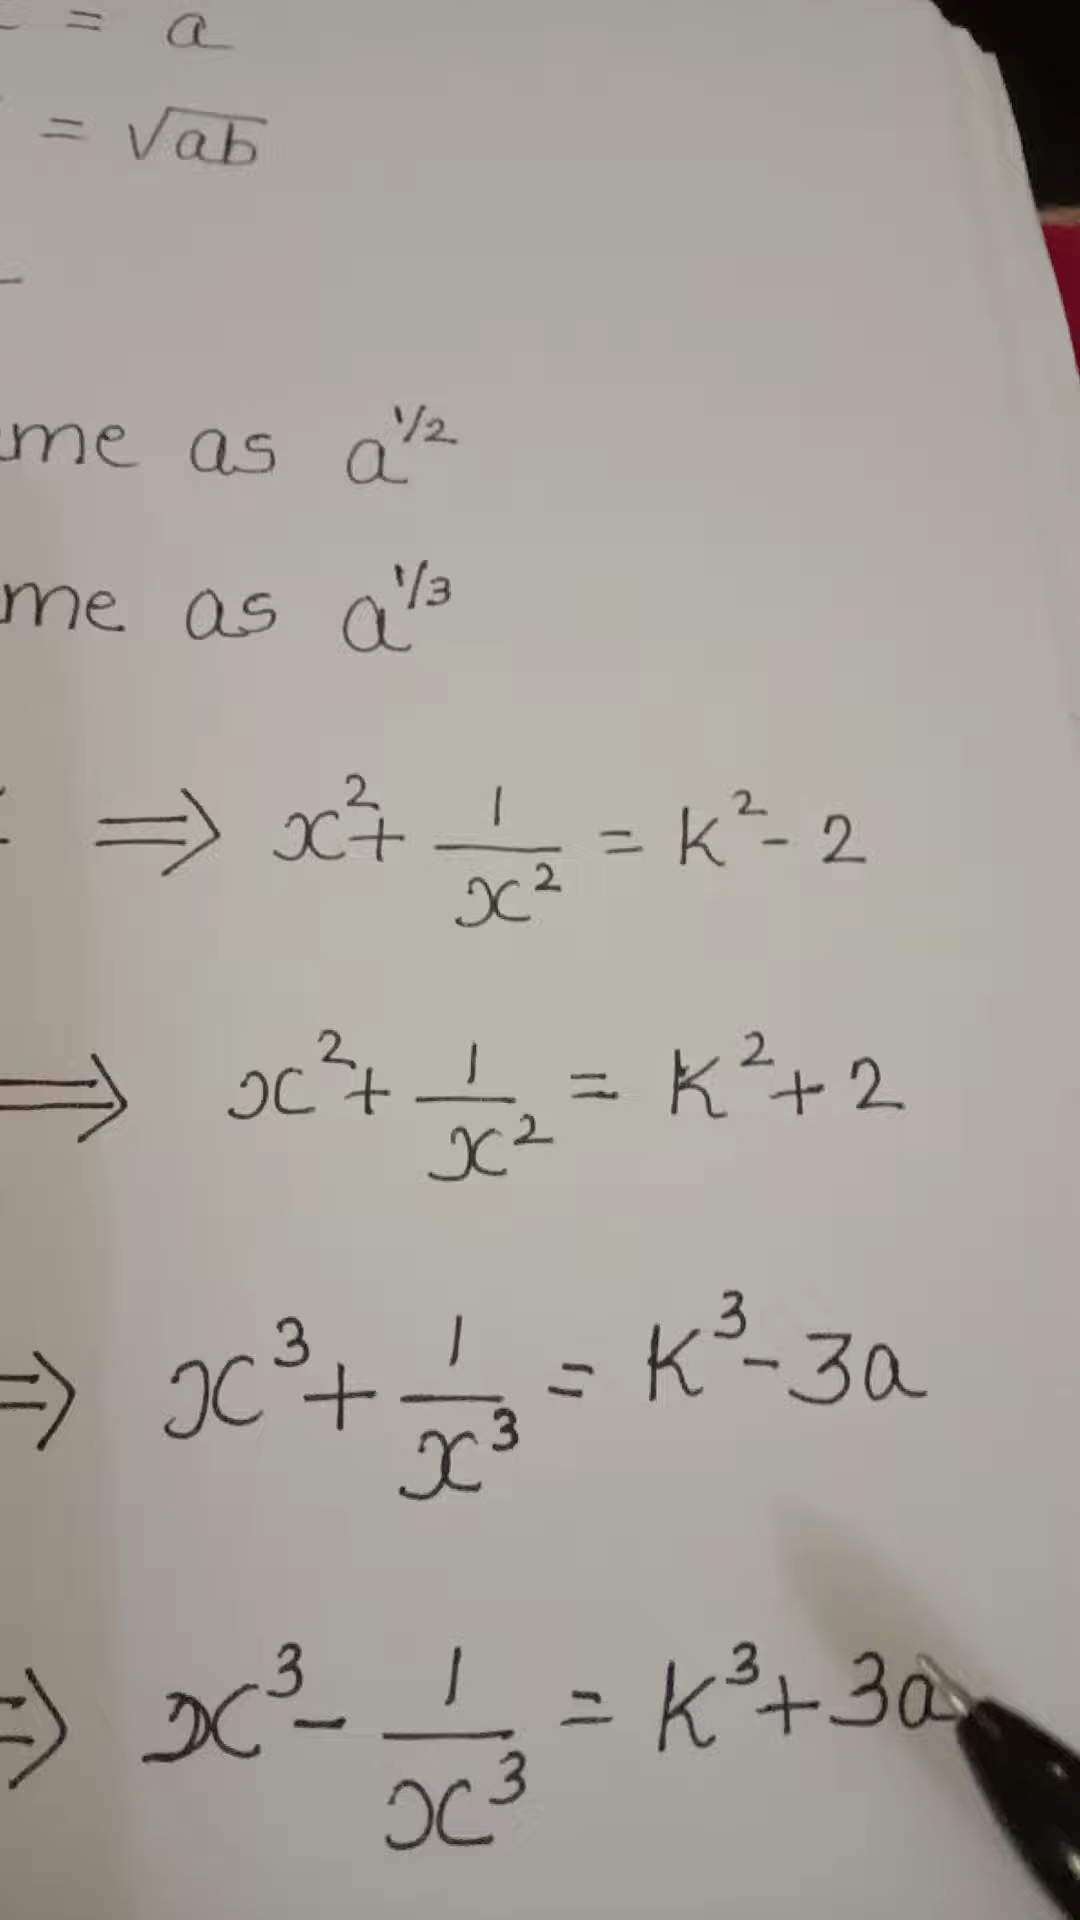 = a
= √ab
me as a^1/2
me as a^1/3
⇒ x² + 1/x² = K² - 2
⇒ x² + 1/x² = K² + 2
⇒ x³ + 1/x³ = K³ - 3a
⇒ x³ - 1/x³ = K³ + 3a